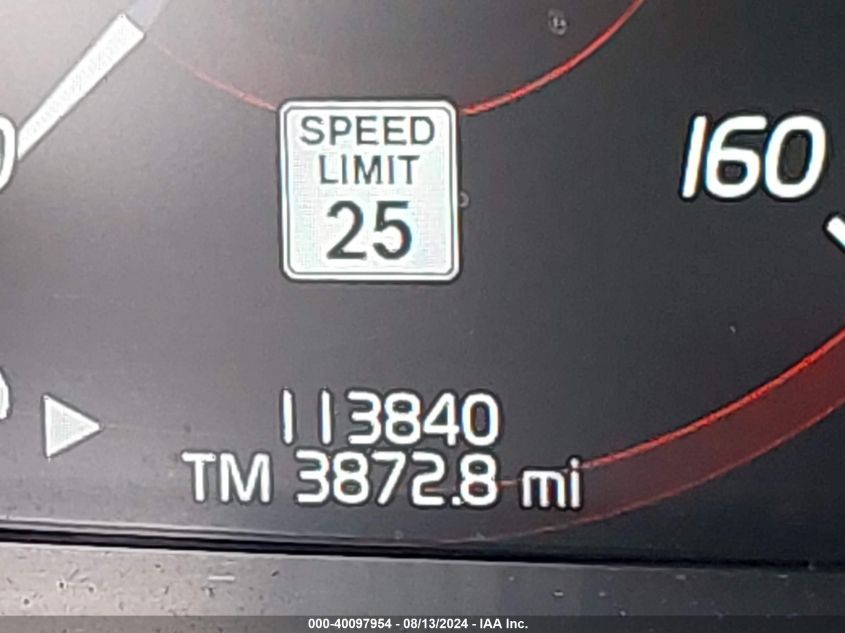 SPEED
LIMIT
25
160
113840
TM 3872.8 mi
000-40097954 - 08/13/2024 - IAA Inc.